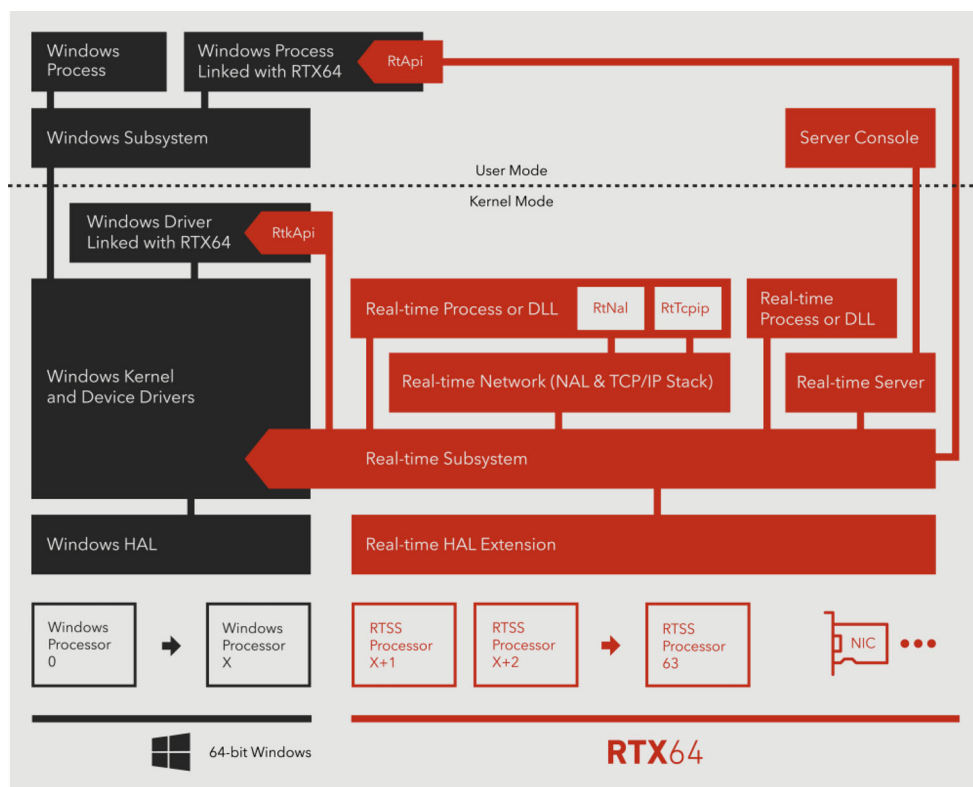 Windows
Process
Windows Process
Linked with RTX64
RtApi
Windows Subsystem
Server Console
User Mode
Kernel Mode
Windows Driver
Linked with RTX64
RtkApi
Real-time Process or DLL
RtNal
RtTcpip
Real-time
Process or DLL
Windows Kernel
and Device Drivers
Real-time Network (NAL & TCP/IP Stack)
Real-time Server
Real-time Subsystem
Windows HAL
Real-time HAL Extension
Windows
Processor
0
Windows
Processor
X
RTSS
Processor
X+1
RTSS
Processor
X+2
RTSS
Processor
63
NIC
64-bit Windows
RTX64